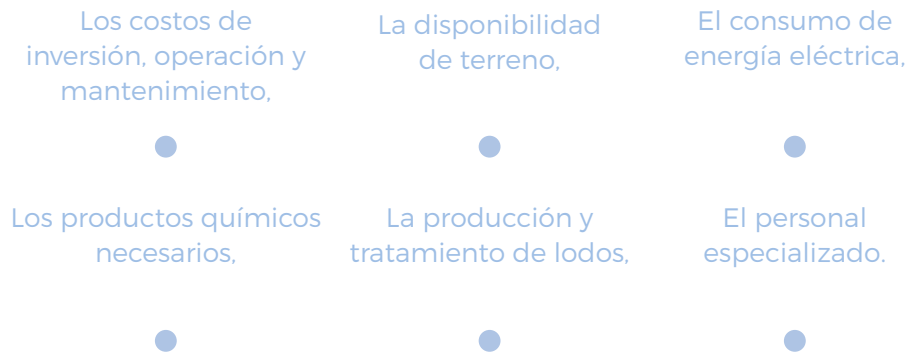 Los costos de
inversión, operación y
mantenimiento,
La disponibilidad
de terreno,
El consumo de
energía eléctrica,
Los productos químicos
necesarios,
La producción y
tratamiento de lodos,
El personal
especializado.